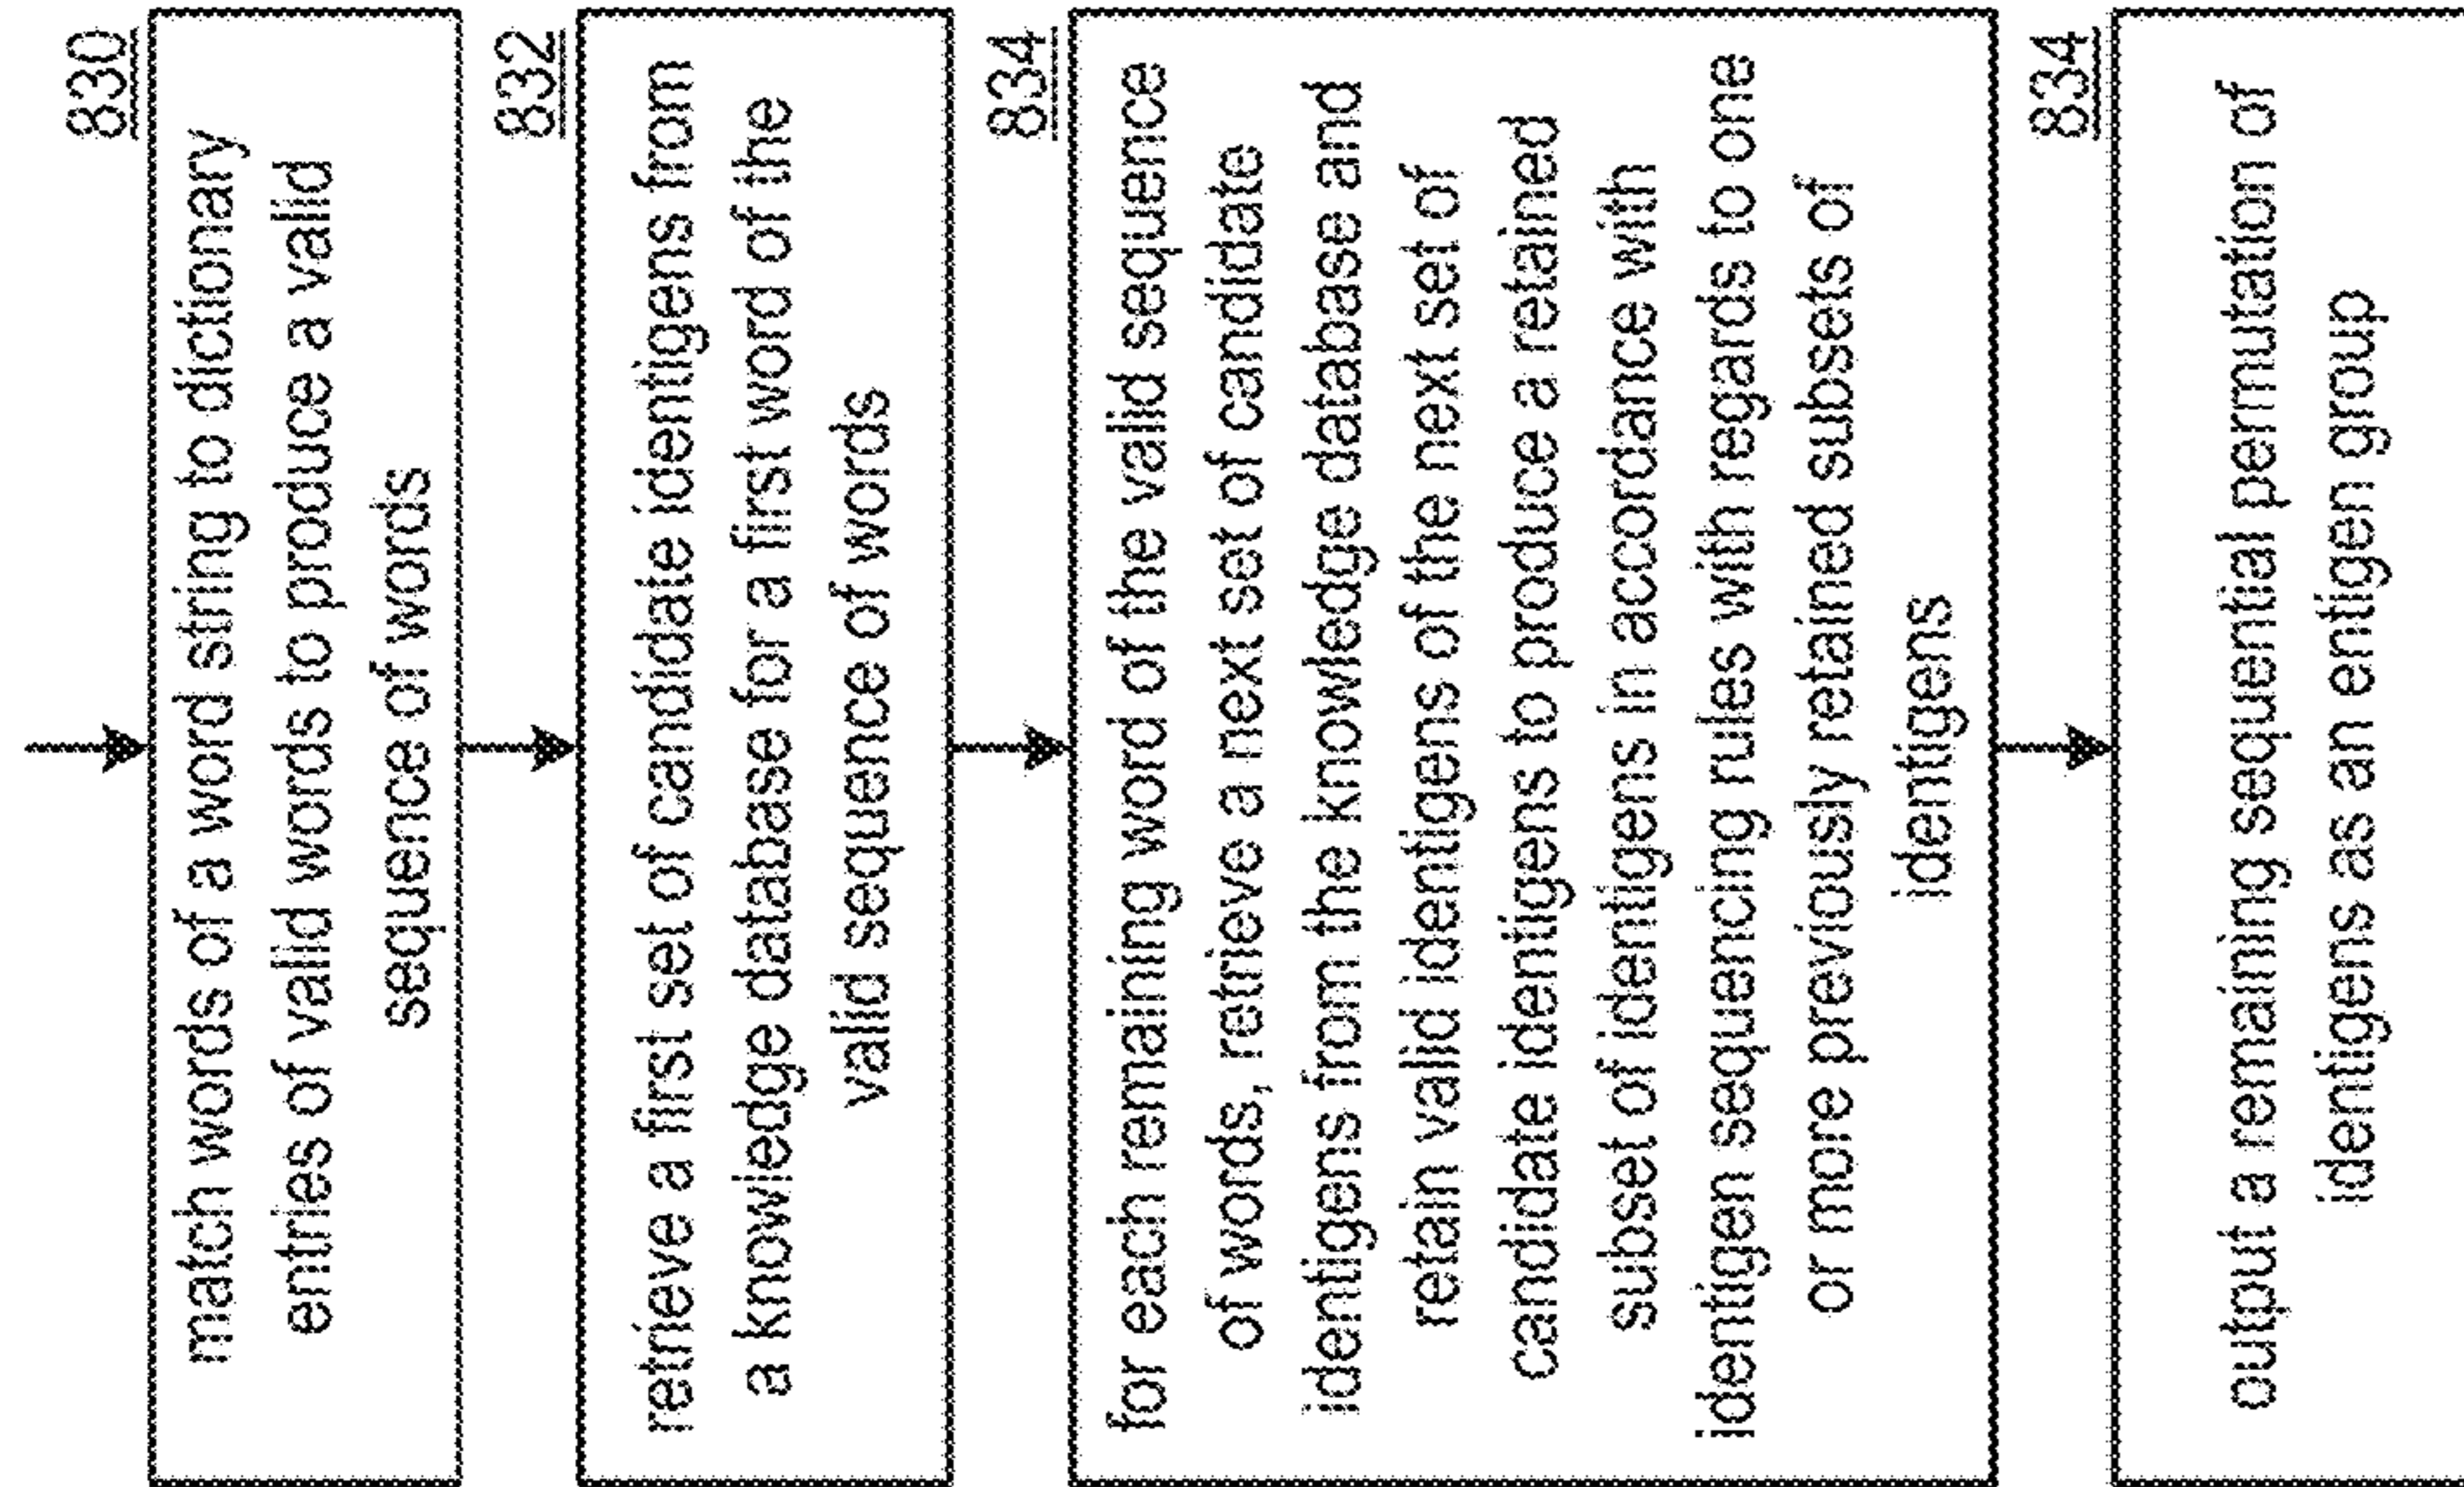 830
match words of a word string to dictionary
entries of valid words to produce a valid
sequence of words
832
retrieve a first set of candidate identigens from
a knowledge database for a first word of the
valid sequence of words
834
for each remaining word of the valid sequence
of words, retrieve a next set of candidate
identigens from the knowledge database and
retain valid identigens of the next set of
candidate identigens to produce a retained
subset of identigens in accordance with
identigen sequencing rules with regards to one
or more previously retained subsets of
identigens
834
output a remaining sequential permutation of
identigens as an entigen group